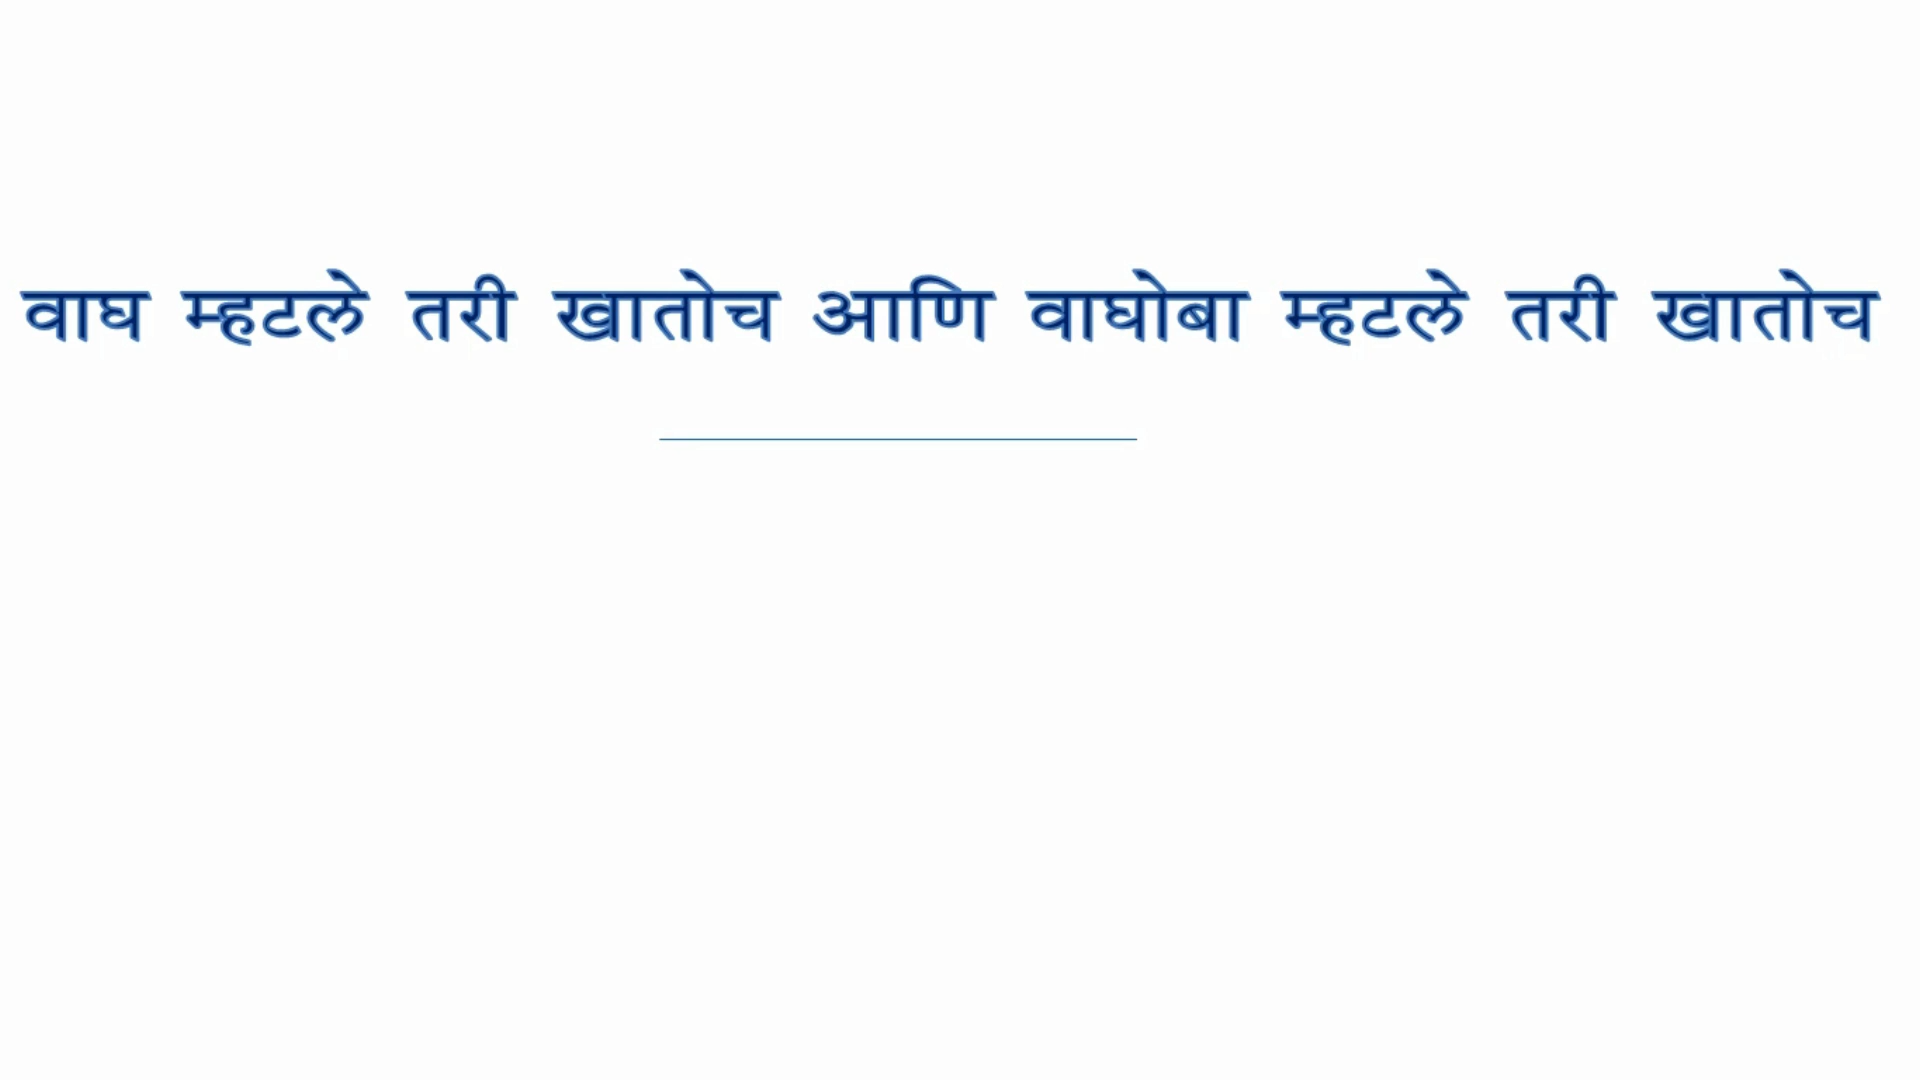 वाघ म्हटले तरी खातोच आणि वाघोबा म्हटले तरी खातोच